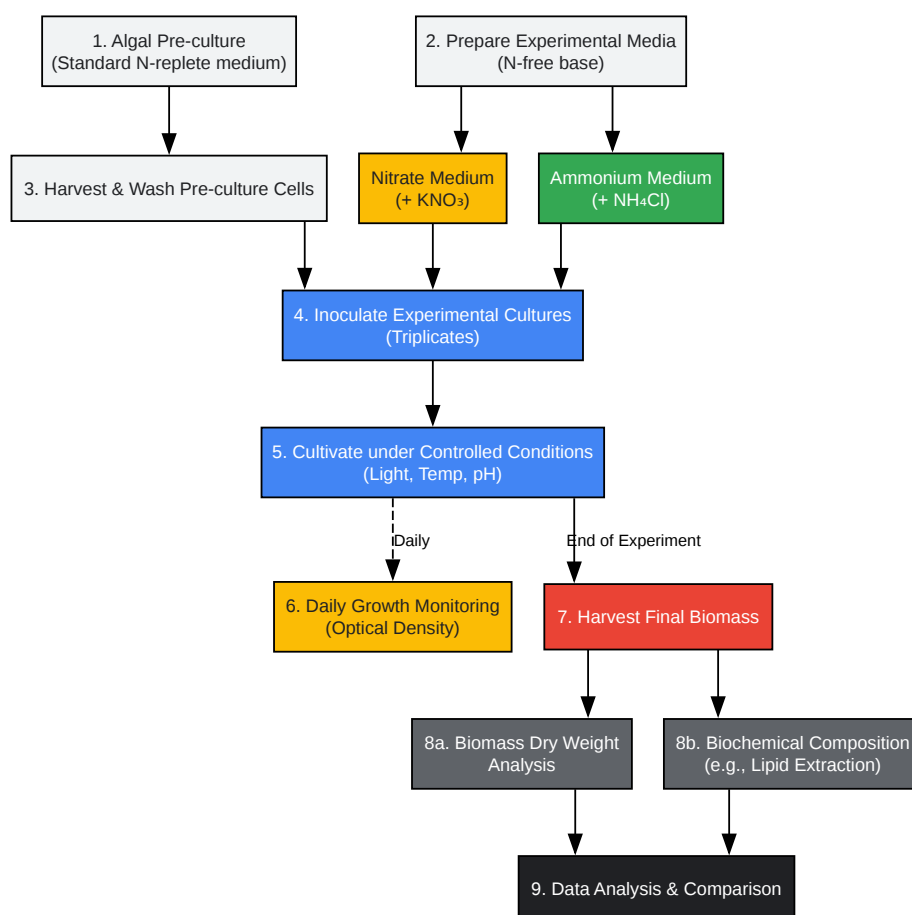 1. Algal Pre-culture
(Standard N-replete medium)
2. Prepare Experimental Media
(N-free base)
3. Harvest & Wash Pre-culture Cells
Nitrate Medium
(+ KNO₃)
Ammonium Medium
(+ NH₄Cl)
4. Inoculate Experimental Cultures
(Triplicates)
5. Cultivate under Controlled Conditions
(Light, Temp, pH)
Daily
End of Experiment
6. Daily Growth Monitoring
(Optical Density)
7. Harvest Final Biomass
8a. Biomass Dry Weight
Analysis
8b. Biochemical Composition
(e.g., Lipid Extraction)
9. Data Analysis & Comparison